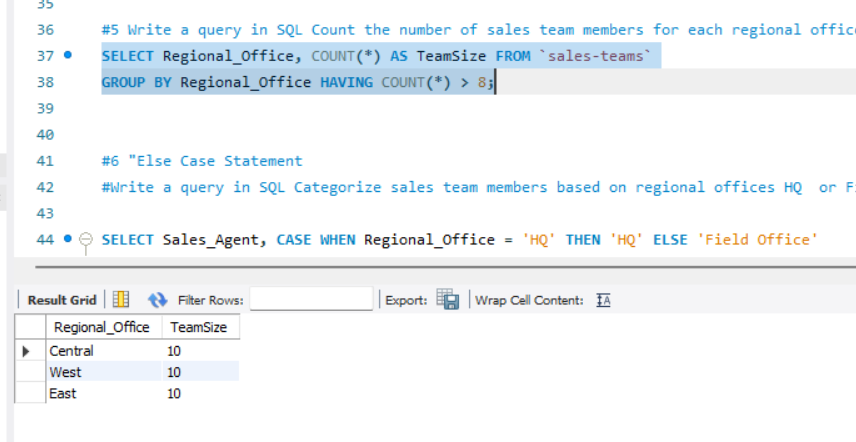 35
36 #5 Write a query in SQL Count the number of sales team members for each regional office
37 SELECT Regional_Office, COUNT(*) AS TeamSize FROM `sales-teams`
38 GROUP BY Regional_Office HAVING COUNT(*) > 8;
39
40
41 #6 "Else Case Statement
42 #Write a query in SQL Categorize sales team members based on regional offices HQ or
43
44 SELECT Sales_Agent, CASE WHEN Regional_Office = 'HQ' THEN 'HQ' ELSE 'Field Office'
Result Grid Filter Rows: Export: Wrap Cell Content: IA
Regional_Office TeamSize
Central 10
West 10
East 10